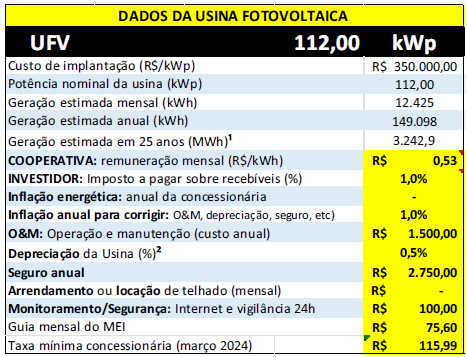 DADOS DA USINA FOTOVOLTAICA
UFV 112,00 kWp
Custo de implantação (R$/kWp) R$ 350.000,00
Potência nominal da usina (kWp) 112,00
Geração estimada mensal (kWh) 12.425
Geração estimada anual (kWh) 149.098
Geração estimada em 25 anos (MWh)¹ 3.242,9
COOPERATIVA: remuneração mensal (R$/kWh) R$ 0,53
INVESTIDOR: Imposto a pagar sobre recebíveis (%) 1,0%
Inflação energética: anual da concessionária -
Inflação anual para corrigir: O&M, depreciação, seguro, etc) 1,0%
O&M: Operação e manutenção (custo anual) R$ 1.500,00
Depreciação da Usina (%)² 0,5%
Seguro anual R$ 2.750,00
Arrendamento ou locação de telhado (mensal) R$ -
Monitoramento/Segurança: Internet e vigilância 24h R$ 100,00
Guia mensal do MEI R$ 75,60
Taxa mínima concessionária (março 2024) R$ 115,99